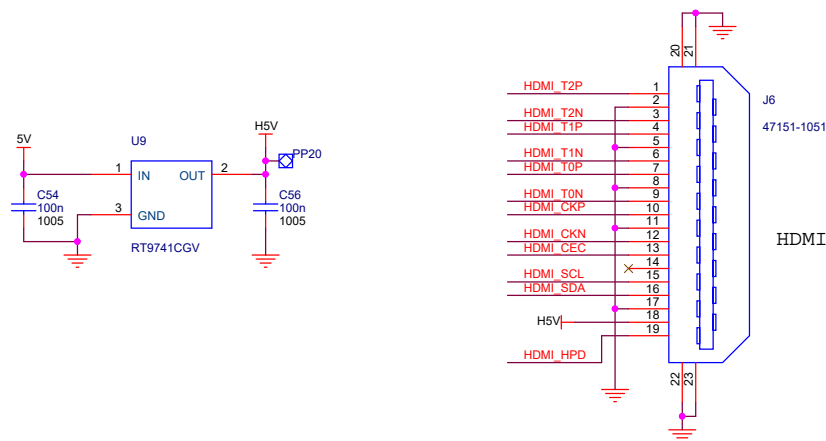 5V
U9
H5V
PP20
1
IN
OUT
2
C54
100n
1005
3
GND
C56
100n
1005
RT9741CGV
20
21
J6
47151-1051
HDMI_T2P
1
2
HDMI_T2N
3
HDMI_T1P
4
5
HDMI_T1N
6
HDMI_T0P
7
8
HDMI_T0N
9
HDMI_CKP
10
11
HDMI_CKN
12
HDMI_CEC
13
14
HDMI_SCL
15
HDMI_SDA
16
17
H5V
18
19
HDMI_HPD
HDMI
22
23